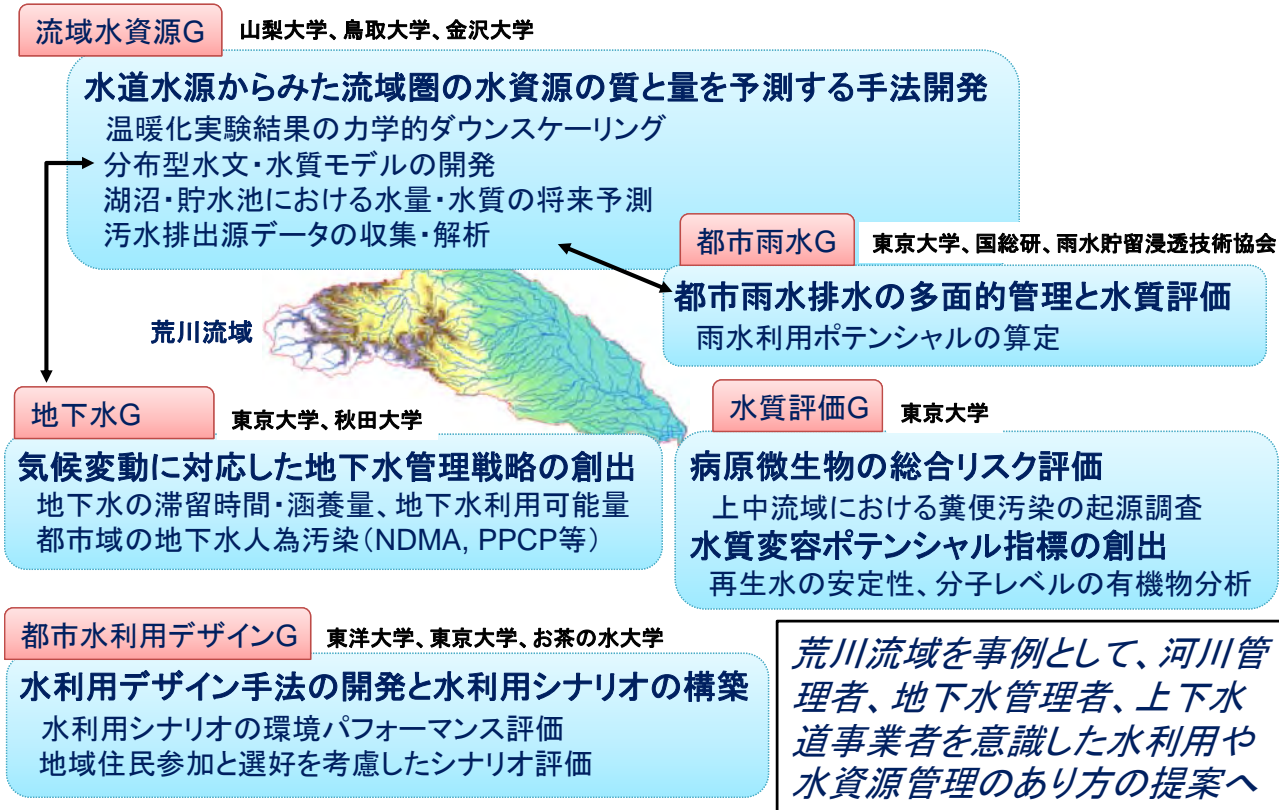 流域水資源G
山梨大学、鳥取大学、金沢大学
水道水源からみた流域圏の水資源の質と量を予測する手法開発
温暖化実験結果の力学的ダウンスケーリング
分布型水文・水質モデルの開発
湖沼・貯水池における水量・水質の将来予測
汚水排出源データの収集・解析
都市雨水G
東京大学、国総研、雨水貯留浸透技術協会
都市雨水排水の多面的管理と水質評価
雨水利用ポテンシャルの算定
荒川流域
地下水G
東京大学、秋田大学
気候変動に対応した地下水管理戦略の創出
地下水の滞留時間・涵養量、地下水利用可能量
都市域の地下水人為汚染(NDMA, PPCP等)
水質評価G
東京大学
病原微生物の総合リスク評価
上中流域における糞便汚染の起源調査
水質変容ポテンシャル指標の創出
再生水の安定性、分子レベルの有機物分析
都市水利用デザインG
東洋大学、東京大学、お茶の水大学
水利用デザイン手法の開発と水利用シナリオの構築
水利用シナリオの環境パフォーマンス評価
地域住民参加と選好を考慮したシナリオ評価
荒川流域を事例として、河川管
理者、地下水管理者、上下水
道事業者を意識した水利用や
水資源管理のあり方の提案へ